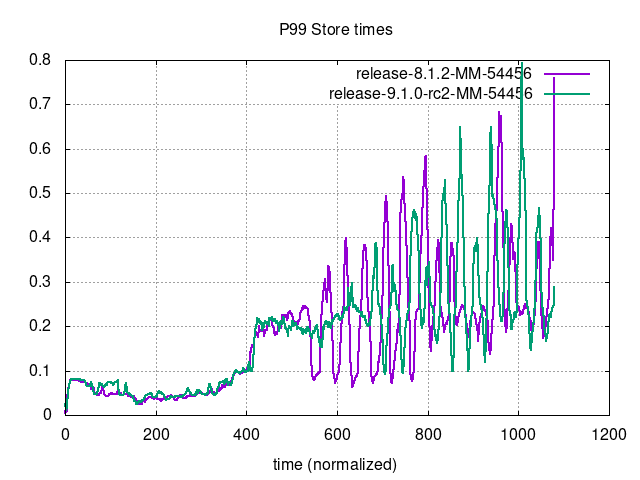 P99 Store times
0.8
0.7
0.6
0.5
0.4
0.3
0.2
0.1
0
0 200 400 600 800 1000 1200
time (normalized)
release-8.1.2-MM-54456
release-9.1.0-rc2-MM-54456